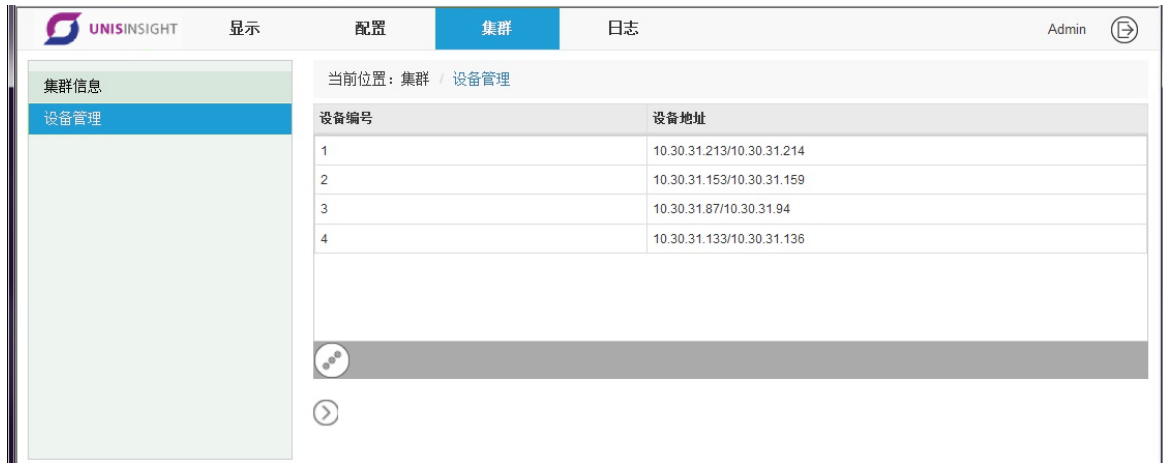 UNISINSIGHT 显示 配置 集群 日志 Admin
集群信息
设备管理
当前位置：集群 / 设备管理
设备编号 设备地址
1 10.30.31.213/10.30.31.214
2 10.30.31.153/10.30.31.159
3 10.30.31.87/10.30.31.94
4 10.30.31.133/10.30.31.136